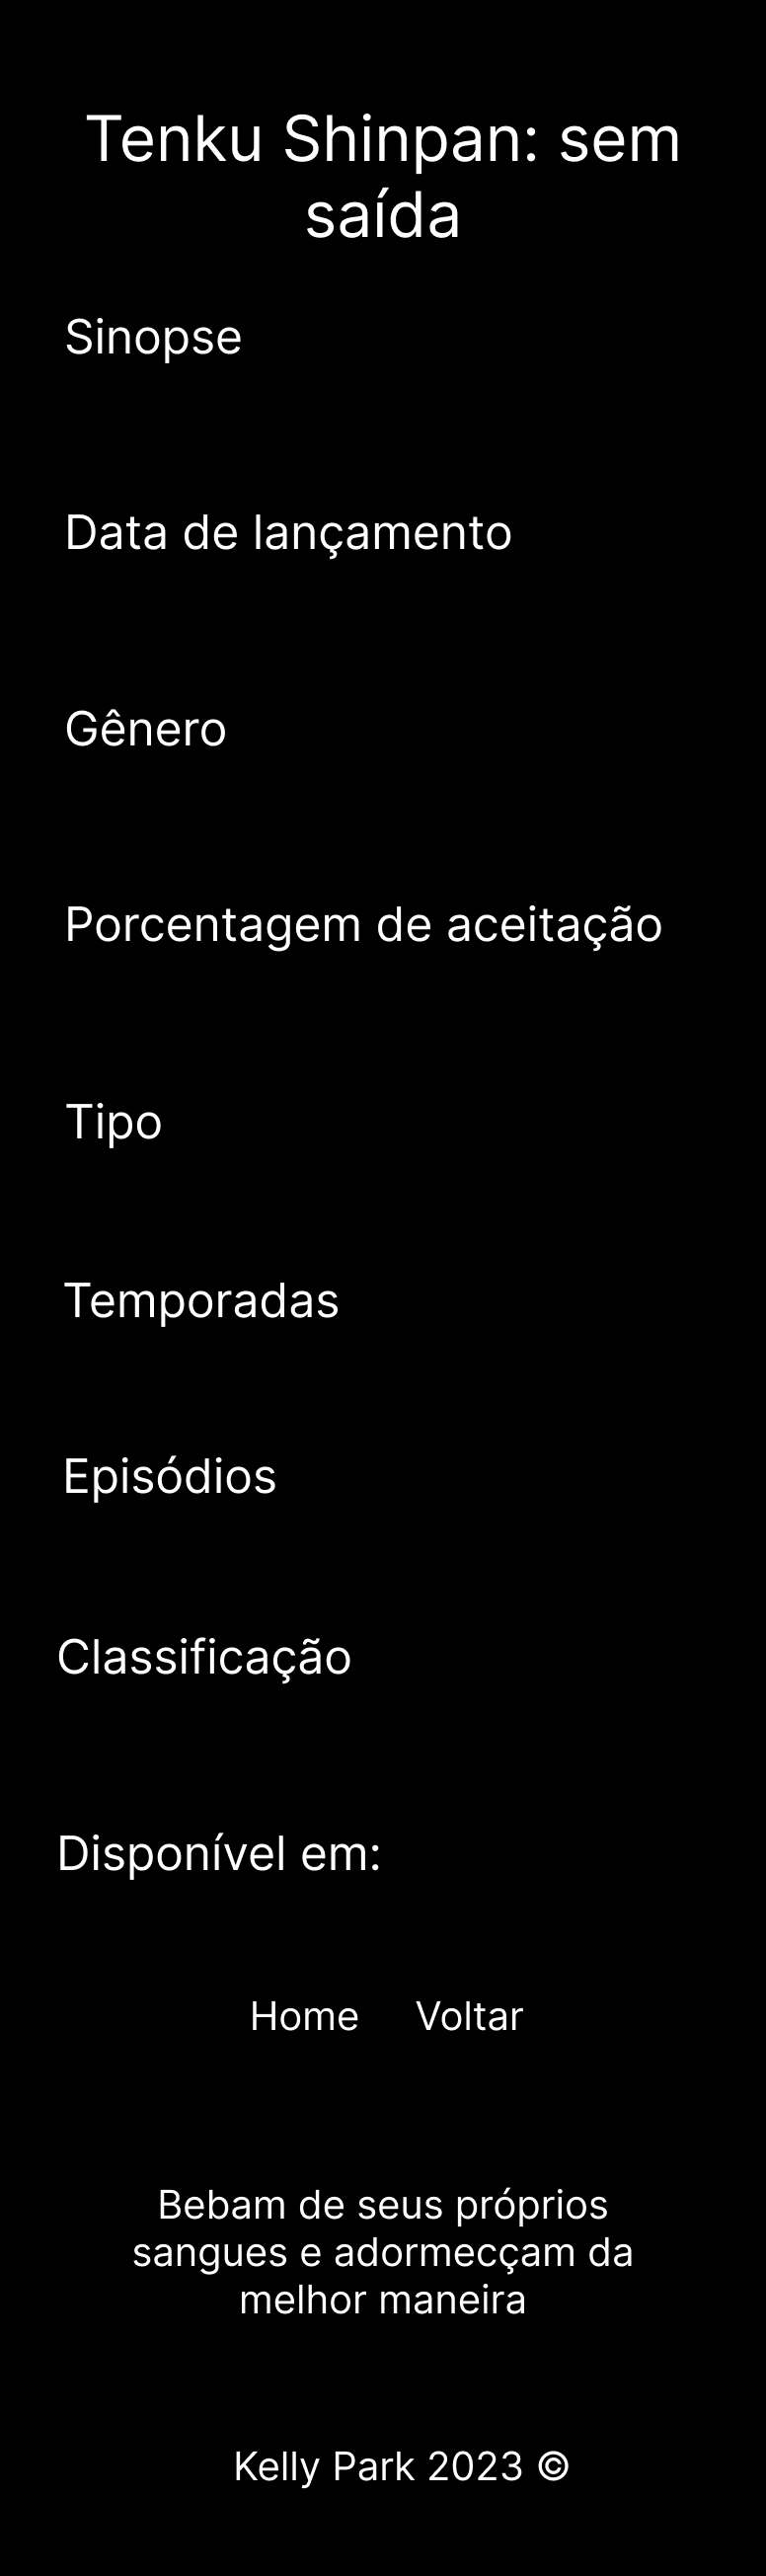 Tenku Shinpan: sem
saída
Sinopse
Data de lançamento
Gênero
Porcentagem de aceitação
Tipo
Temporadas
Episódios
Classificação
Disponível em:
Home Voltar
Bebam de seus próprios
sangues e adormecçam da
melhor maneira
Kelly Park 2023 ©